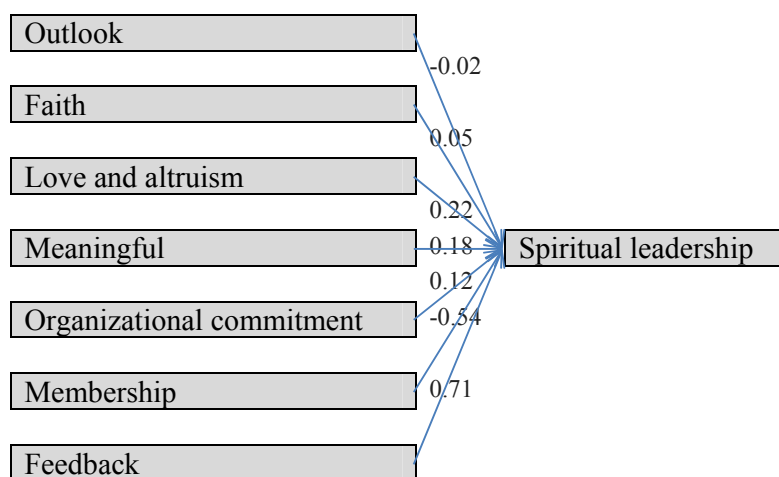 Outlook
-0.02
Faith
0.05
Love and altruism
0.22
Meaningful
0.18
Spiritual leadership
0.12
Organizational commitment
-0.54
Membership
0.71
Feedback